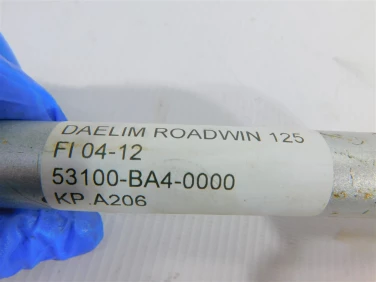 DAELIM ROADWIN 125
FI 04-12
53100-BA4-0000
KP.A206